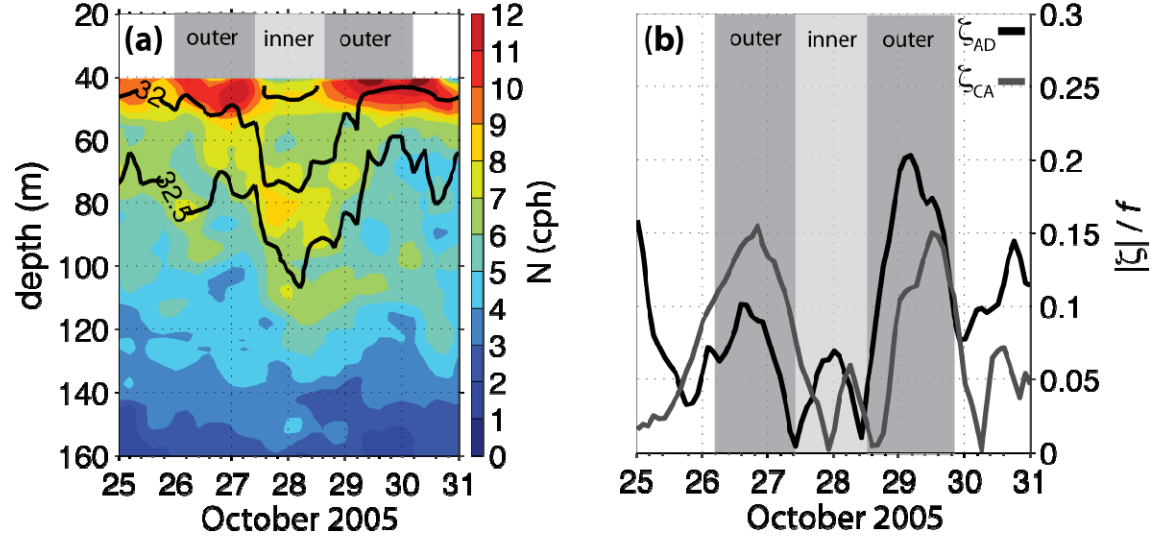 (a)
outer
inner
outer
32
32.5
20
40
60
80
100
120
140
160
depth (m)
25
26
27
28
29
30
31
October 2005
12
11
10
9
8
7
6
5
4
3
2
1
0
N (cph)
(b)
outer
inner
outer
ζAD
ζCA
0.3
0.25
0.2
0.15
0.1
0.05
0
|ζ| / f
25
26
27
28
29
30
31
October 2005